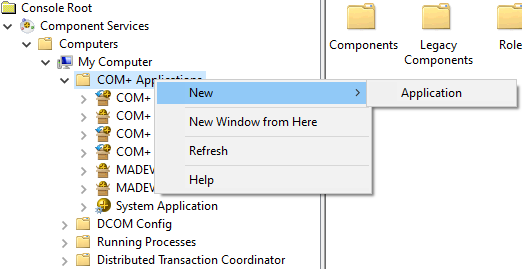 Console Root
Component Services
Computers
My Computer
COM+ Applications
COM+
COM+
COM+
COM+
MADEV
MADEV
System Application
DCOM Config
Running Processes
Distributed Transaction Coordinator
New
New Window from Here
Refresh
Help
Application
Components
Legacy
Components
Role